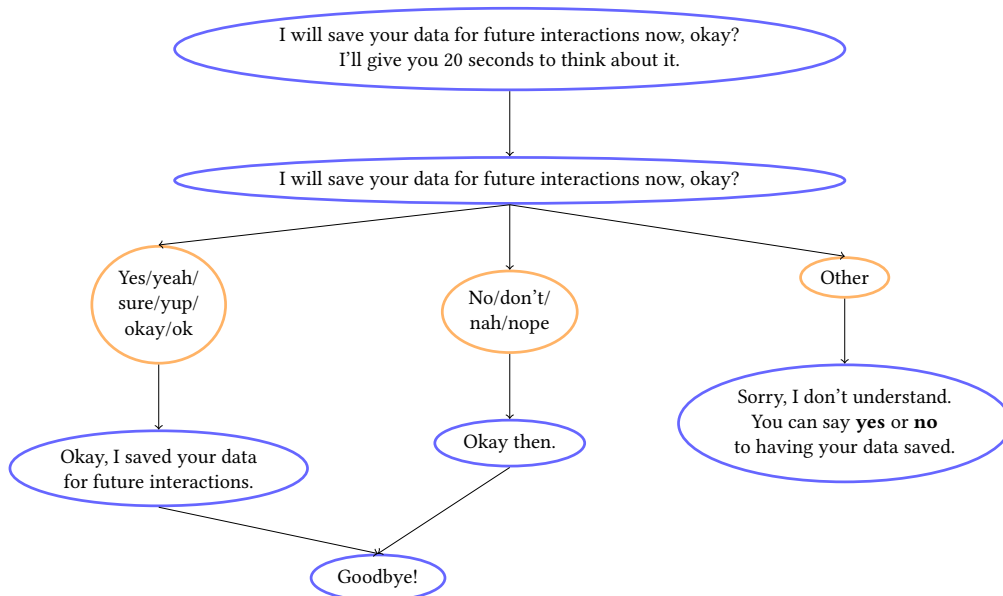 I will save your data for future interactions now, okay?
I'll give you 20 seconds to think about it.
I will save your data for future interactions now, okay?
Yes/yeah/
sure/yup/
okay/ok
No/don't/
nah/nope
Other
Okay, I saved your data
for future interactions.
Okay then.
Sorry, I don't understand.
You can say yes or no
to having your data saved.
Goodbye!